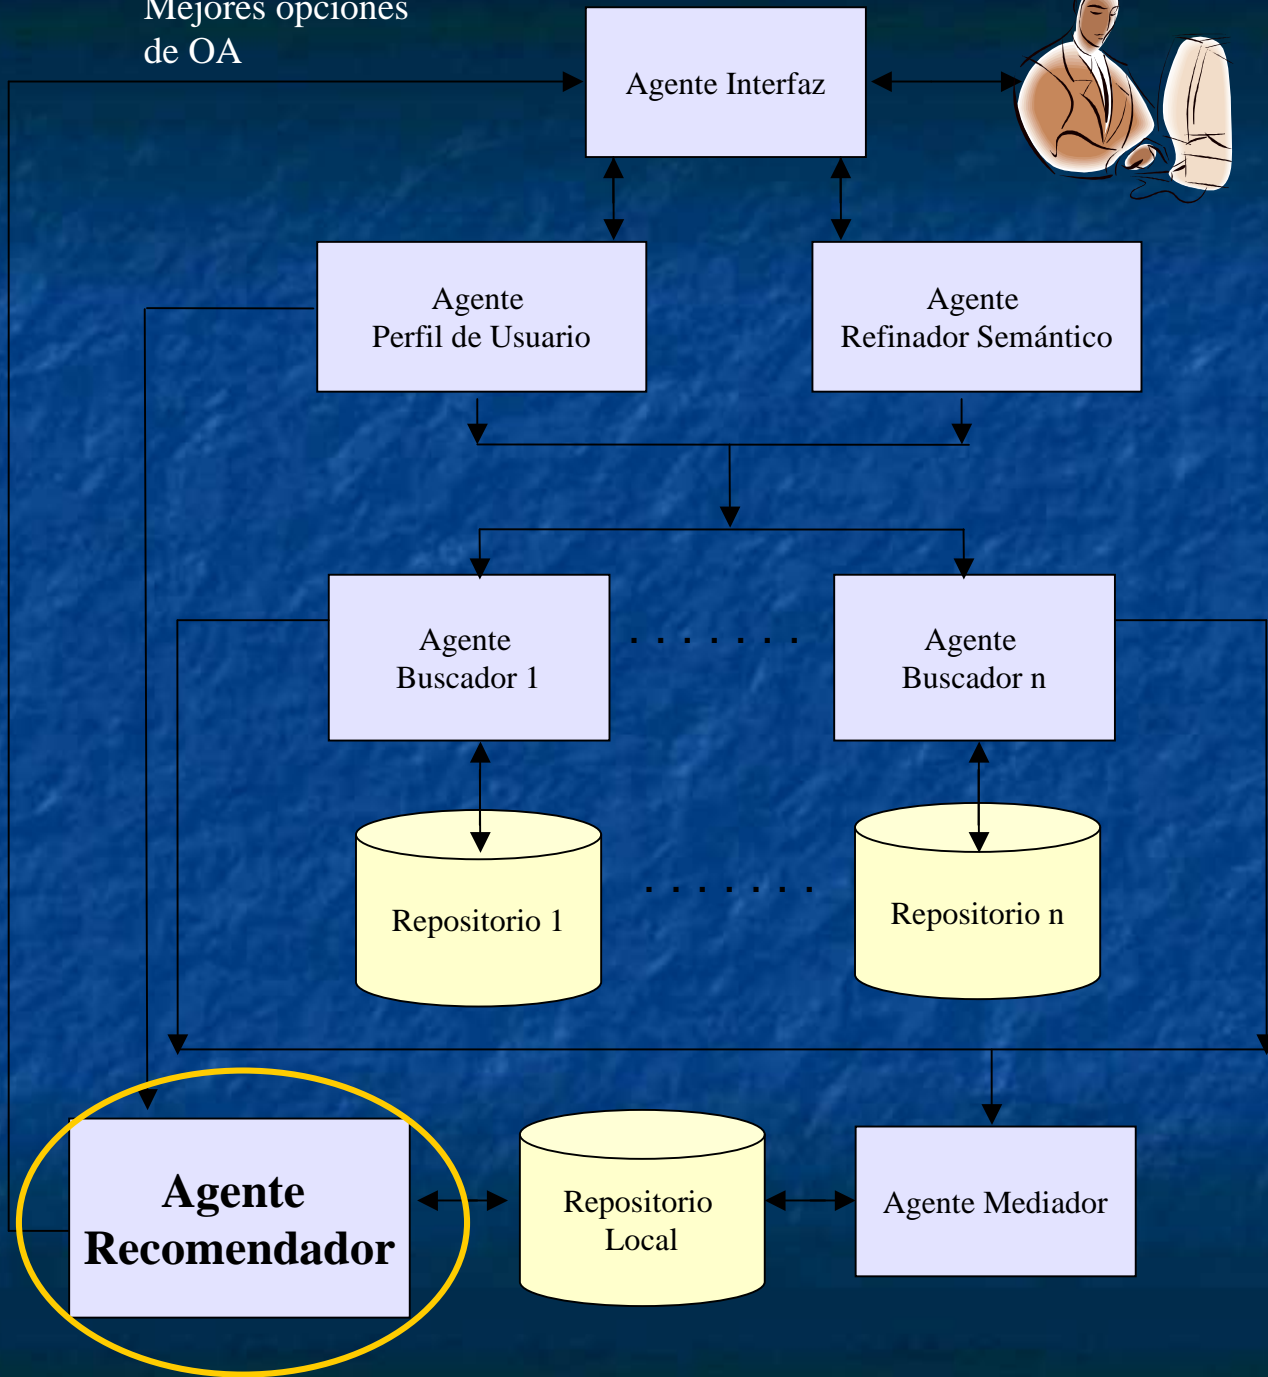 Mejores opciones
de OA
Agente Interfaz
Agente
Perfil de Usuario
Agente
Refinador Semántico
Agente
Buscador 1
. . . . . . .
Agente
Buscador n
Repositorio 1
. . . . . . .
Repositorio n
Agente
Recomendador
Repositorio
Local
Agente Mediador